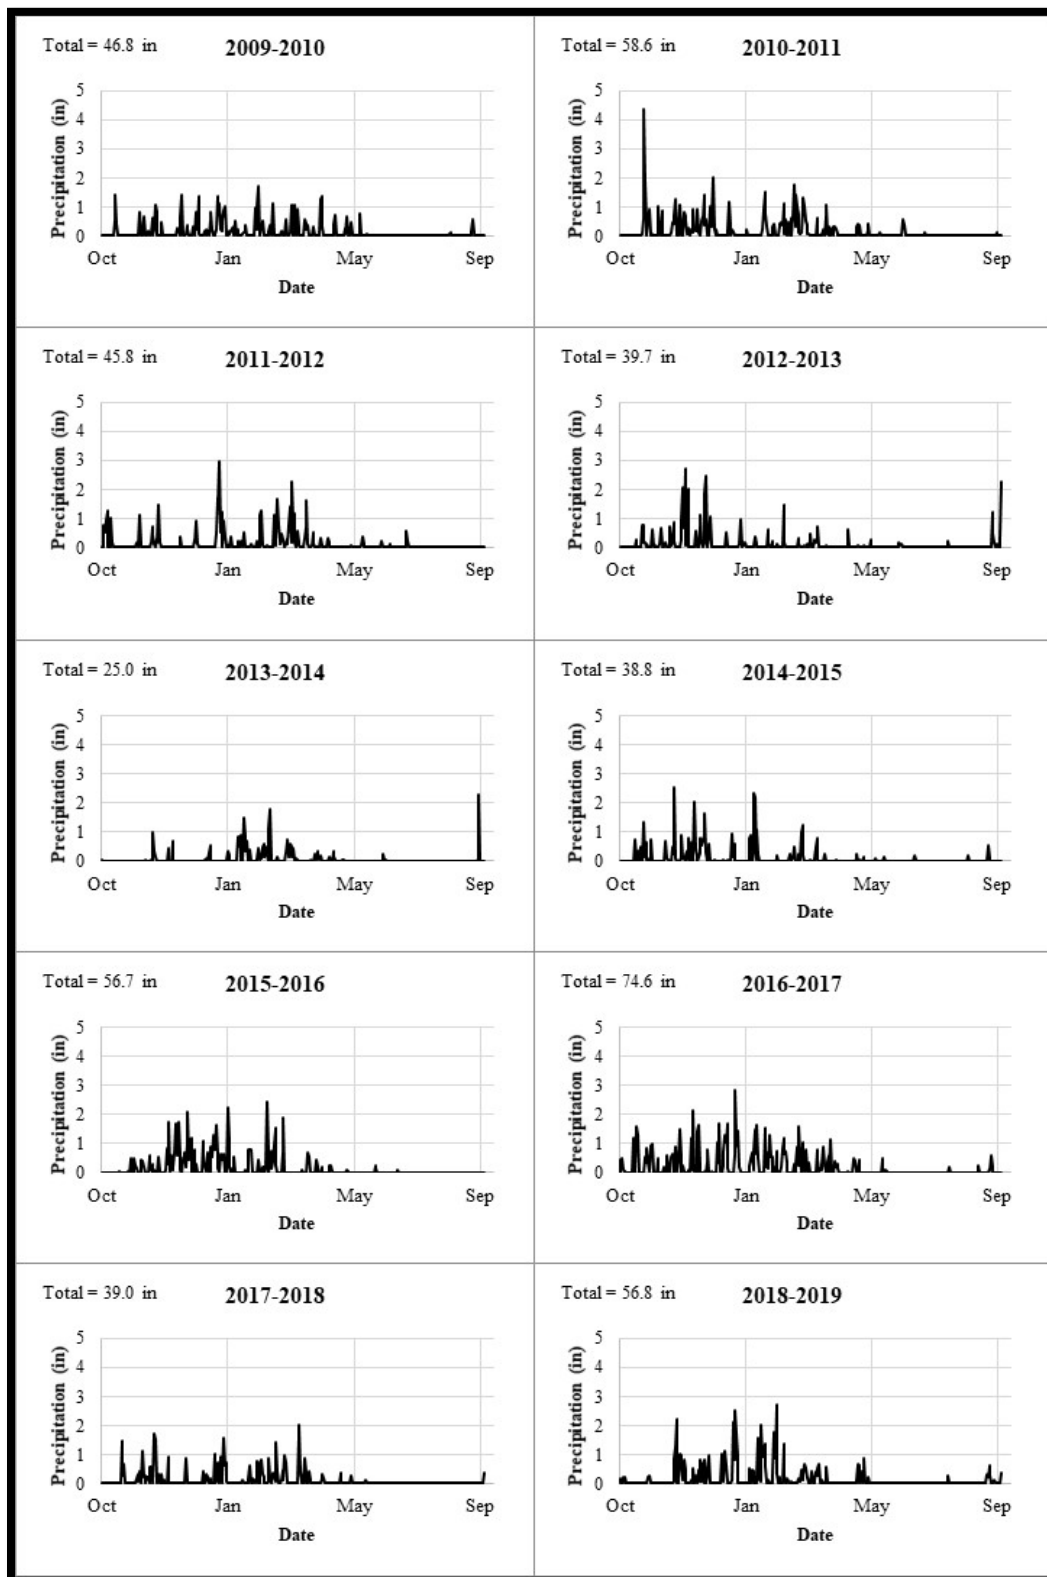 Total = 46.8 in 2009-2010
Precipitation (in)
5
4
3
2
1
0
Oct Jan May Sep
Date
Total = 58.6 in 2010-2011
Precipitation (in)
5
4
3
2
1
0
Oct Jan May Sep
Date
Total = 45.8 in 2011-2012
Precipitation (in)
5
4
3
2
1
0
Oct Jan May Sep
Date
Total = 39.7 in 2012-2013
Precipitation (in)
5
4
3
2
1
0
Oct Jan May Sep
Date
Total = 25.0 in 2013-2014
Precipitation (in)
5
4
3
2
1
0
Oct Jan May Sep
Date
Total = 38.8 in 2014-2015
Precipitation (in)
5
4
3
2
1
0
Oct Jan May Sep
Date
Total = 56.7 in 2015-2016
Precipitation (in)
5
4
3
2
1
0
Oct Jan May Sep
Date
Total = 74.6 in 2016-2017
Precipitation (in)
5
4
3
2
1
0
Oct Jan May Sep
Date
Total = 39.0 in 2017-2018
Precipitation (in)
5
4
3
2
1
0
Oct Jan May Sep
Date
Total = 56.8 in 2018-2019
Precipitation (in)
5
4
3
2
1
0
Oct Jan May Sep
Date